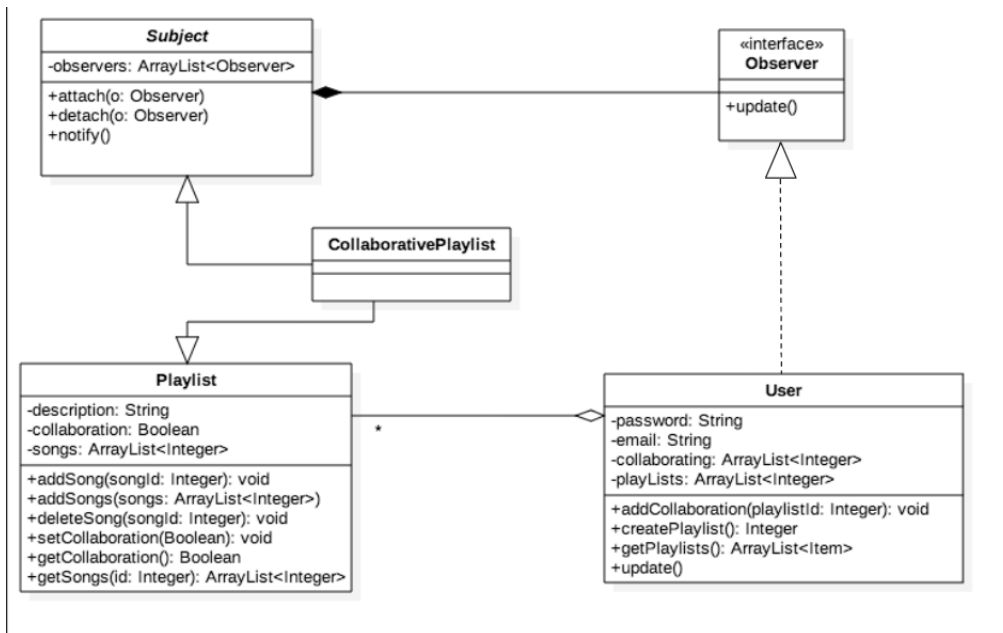 Subject
-observers: ArrayList<Observer>
+attach(o: Observer)
+detach(o: Observer)
+notify()
«interface»
Observer
+update()
CollaborativePlaylist
Playlist
-description: String
-collaboration: Boolean
-songs: ArrayList<Integer>
+addSong(songId: Integer): void
+addSongs(songs: ArrayList<Integer>)
+deleteSong(songId: Integer): void
+setCollaboration(Boolean): void
+getCollaboration(): Boolean
+getSongs(id: Integer): ArrayList<Integer>
*
User
-password: String
-email: String
-collaborating: ArrayList<Integer>
-playLists: ArrayList<Integer>
+addCollaboration(playlistId: Integer): void
+createPlaylist(): Integer
+getPlaylists(): ArrayList<Item>
+update()